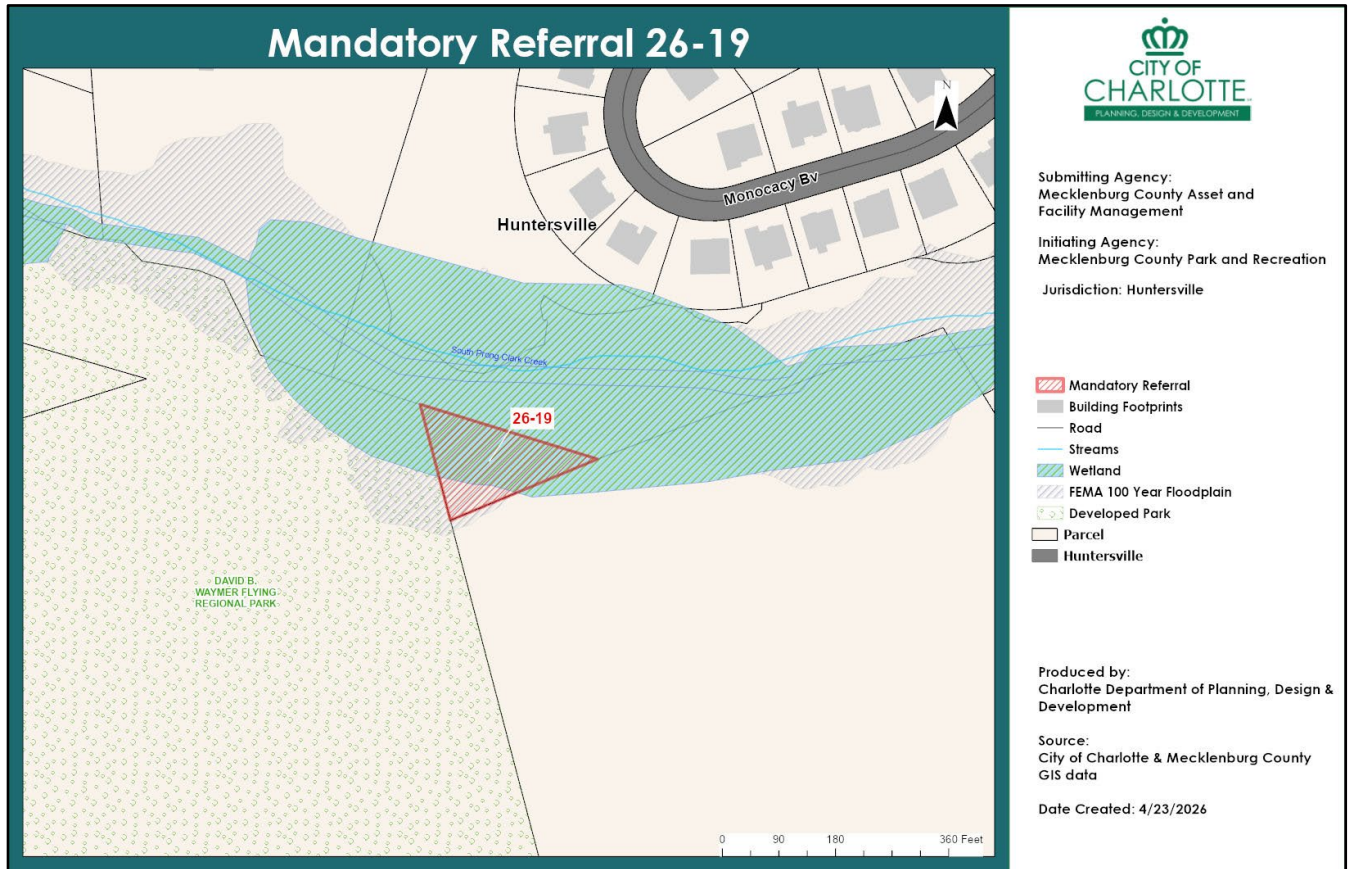 Mandatory Referral 26-19
N
Monocacy Bv
Huntersville
South Prong Clark Creek
26-19
DAVID B.
WAYMER FLYING
REGIONAL PARK
0 90 180 360 Feet
CITY OF
CHARLOTTE
PLANNING, DESIGN & DEVELOPMENT
Submitting Agency:
Mecklenburg County Asset and
Facility Management
Initiating Agency:
Mecklenburg County Park and Recreation
Jurisdiction: Huntersville
Mandatory Referral
Building Footprints
Road
Streams
Wetland
FEMA 100 Year Floodplain
Developed Park
Parcel
Huntersville
Produced by:
Charlotte Department of Planning, Design &
Development
Source:
City of Charlotte & Mecklenburg County
GIS data
Date Created: 4/23/2026